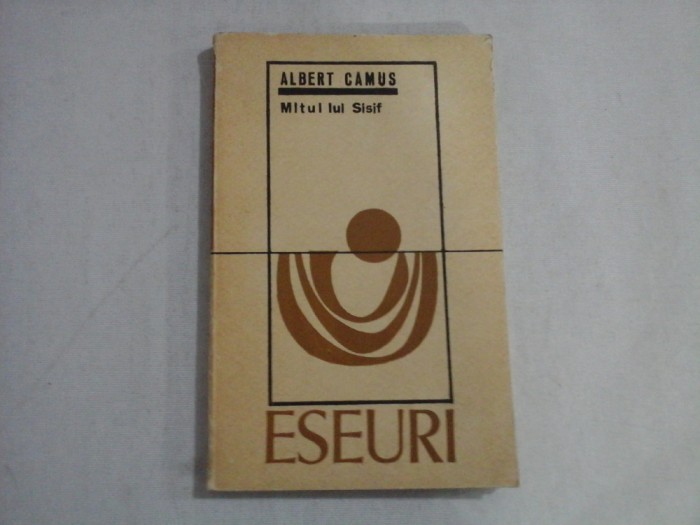 ALBERT CAMUS
Mitul lui Sisif
ESEURI